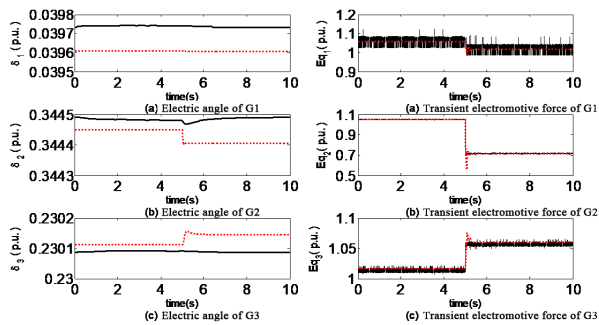 δ1 (p.u.)
0.0398
0.0397
0.0396
0.0395
0 2 4 6 8 10
time(s)
(a) Electric angle of G1
Eq1( p.u.)
1.2
1.1
1
0.9
0 2 4 6 8 10
time(s)
(a) Transient electromotive force of G1
δ2 (p.u.)
0.3445
0.3444
0.3443
0 2 4 6 8 10
time(s)
(b) Electric angle of G2
Eq2( p.u.)
1.1
0.9
0.7
0.5
0 2 4 6 8 10
time(s)
(b) Transient electromotive force of G2
δ3 (p.u.)
0.2302
0.2301
0.23
0 2 4 6 8 10
time(s)
(c) Electric angle of G3
Eq3( p.u.)
1.1
1.05
1
0 2 4 6 8 10
time(s)
(c) Transient electromotive force of G3